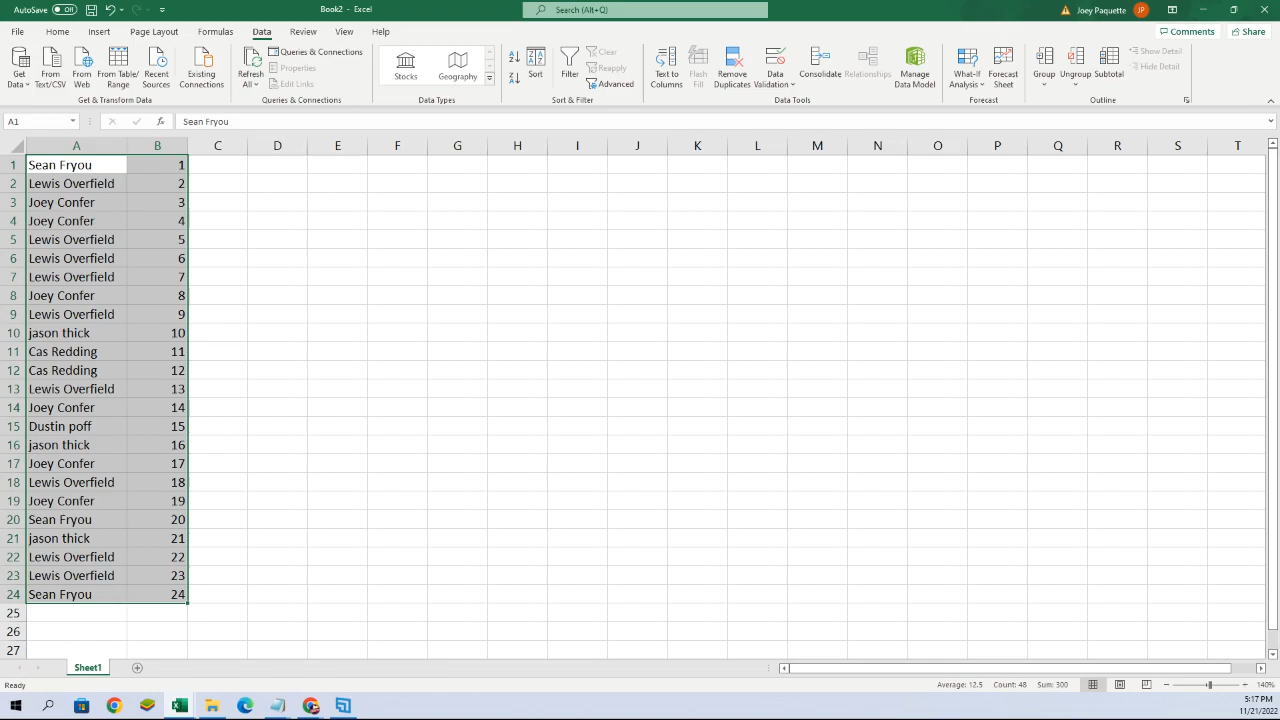 AutoSave Off Book2 - Excel Search (Alt+Q) Joey Paquette JP
File Home Insert Page Layout Formulas Data Review View Help Comments Share
Get Data From Text/CSV From Web From Table/ Range Recent Sources Existing Connections Refresh All Queries & Connections Properties Edit Links Stocks Geography Sort Filter Clear Reapply Advanced Text to Columns Flash Fill Remove Duplicates Data Validation Consolidate Relationships Manage Data Model What-If Analysis Forecast Sheet Group Ungroup Subtotal Show Detail Hide Detail
Get & Transform Data Queries & Connections Data Types Sort & Filter Data Tools Forecast Outline
A1 fx Sean Fryou
A B C D E F G H I J K L M N O P Q R S T
1 Sean Fryou 1
2 Lewis Overfield 2
3 Joey Confer 3
4 Joey Confer 4
5 Lewis Overfield 5
6 Lewis Overfield 6
7 Lewis Overfield 7
8 Joey Confer 8
9 Lewis Overfield 9
10 jason thick 10
11 Cas Redding 11
12 Cas Redding 12
13 Lewis Overfield 13
14 Joey Confer 14
15 Dustin poff 15
16 jason thick 16
17 Joey Confer 17
18 Lewis Overfield 18
19 Joey Confer 19
20 Sean Fryou 20
21 jason thick 21
22 Lewis Overfield 22
23 Lewis Overfield 23
24 Sean Fryou 24
25
26
27
Sheet1
Ready Average: 12.5 Count: 48 Sum: 300 140%
5:17 PM
11/21/2022